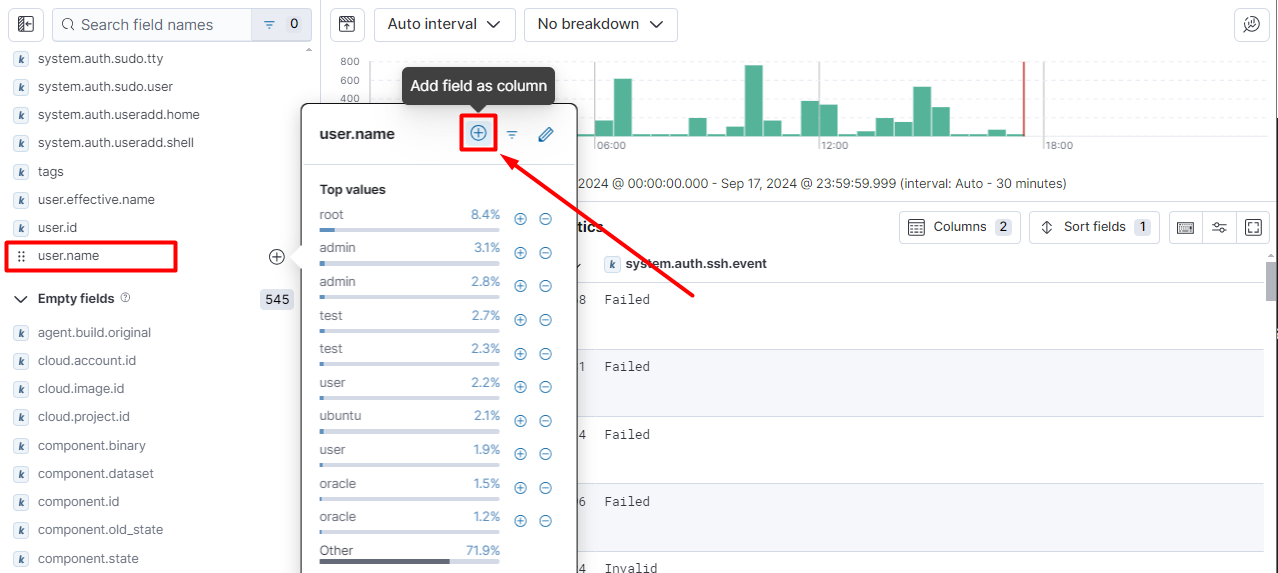 Search field names
0
Auto interval
No breakdown
system.auth.sudo.tty
system.auth.sudo.user
system.auth.useradd.home
system.auth.useradd.shell
tags
user.effective.name
user.id
user.name
Empty fields
545
agent.build.original
cloud.account.id
cloud.image.id
cloud.project.id
component.binary
component.dataset
component.id
component.old_state
component.state
Add field as column
user.name
Top values
root 8.4%
admin 3.1%
admin 2.8%
test 2.7%
test 2.3%
user 2.2%
ubuntu 2.1%
user 1.9%
oracle 1.5%
oracle 1.2%
Other 71.9%
800
600
400
06:00
12:00
18:00
2024 @ 00:00:00.000 - Sep 17, 2024 @ 23:59:59.999 (interval: Auto - 30 minutes)
tics
Columns 2
Sort fields 1
k system.auth.ssh.event
Failed
Failed
4 Failed
Failed
4 Invalid